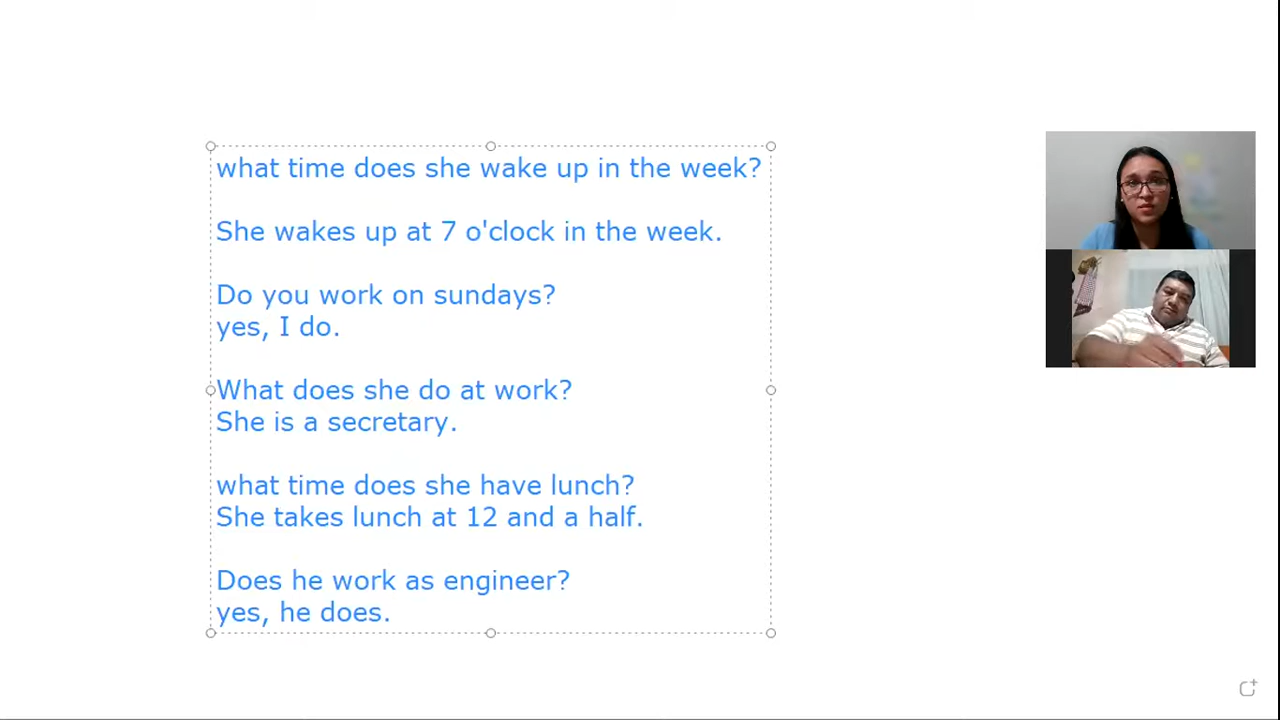 what time does she wake up in the week?
She wakes up at 7 o'clock in the week.
Do you work on sundays?
yes, I do.
What does she do at work?
She is a secretary.
what time does she have lunch?
She takes lunch at 12 and a half.
Does he work as engineer?
yes, he does.